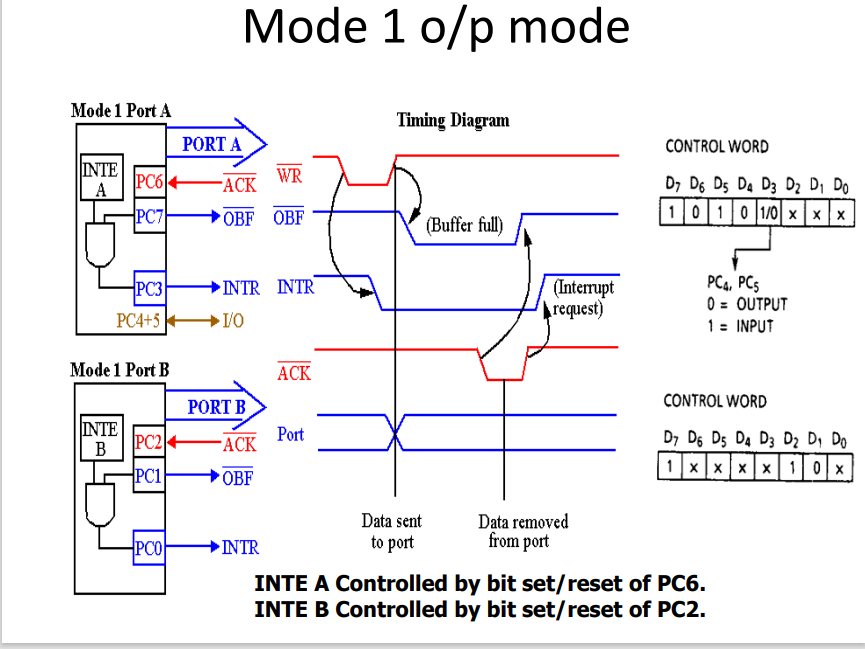 Mode 1 o/p mode
Mode 1 Port A
PORT A
INTE
A
PC6
ACK
PC7
OBF
PC3
INTR
PC4+5
I/O
Mode 1 Port B
PORT B
INTE
B
PC2
ACK
PC1
OBF
PC0
INTR
Timing Diagram
WR
OBF
(Buffer full)
INTR
(Interrupt
request)
ACK
Port
Data sent
to port
Data removed
from port
CONTROL WORD
D7 D6 D5 D4 D3 D2 D1 D0
1 0 1 0 1/0 x x x
PC4, PC5
0 = OUTPUT
1 = INPUT
CONTROL WORD
D7 D6 D5 D4 D3 D2 D1 D0
1 x x x x 1 0 x
INTE A Controlled by bit set/reset of PC6.
INTE B Controlled by bit set/reset of PC2.